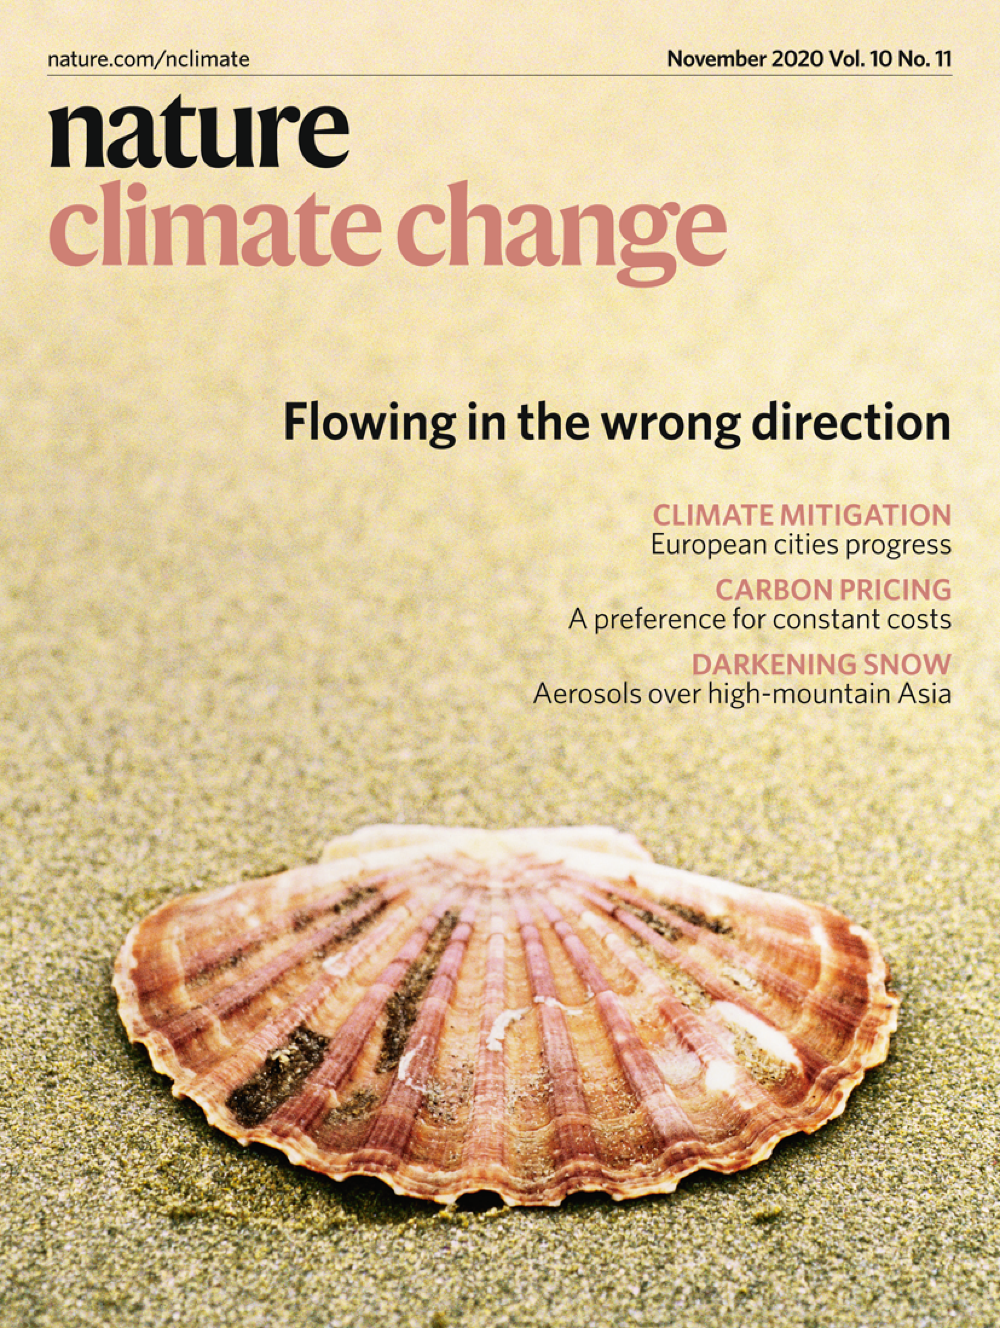 nature.com/nclimate
November 2020 Vol. 10 No. 11
nature
climate change
Flowing in the wrong direction
CLIMATE MITIGATION
European cities progress
CARBON PRICING
A preference for constant costs
DARKENING SNOW
Aerosols over high-mountain Asia